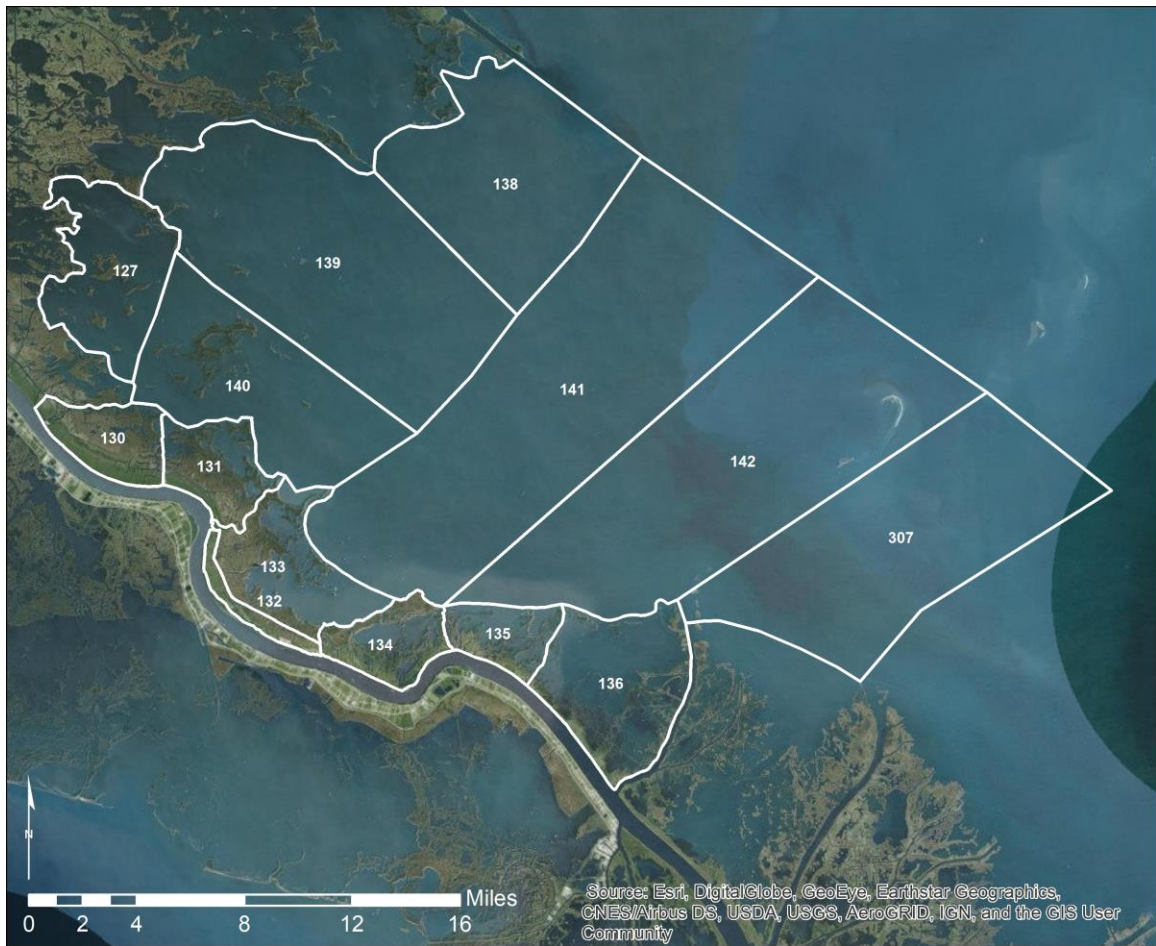 138
139
127
141
140
130
142
131
307
133
132
134
135
136
N
Miles
0 2 4 8 12 16
Source: Esri, DigitalGlobe, GeoEye, Earthstar Geographics,
CNES/Airbus DS, USDA, USGS, AeroGRID, IGN, and the GIS User
Community